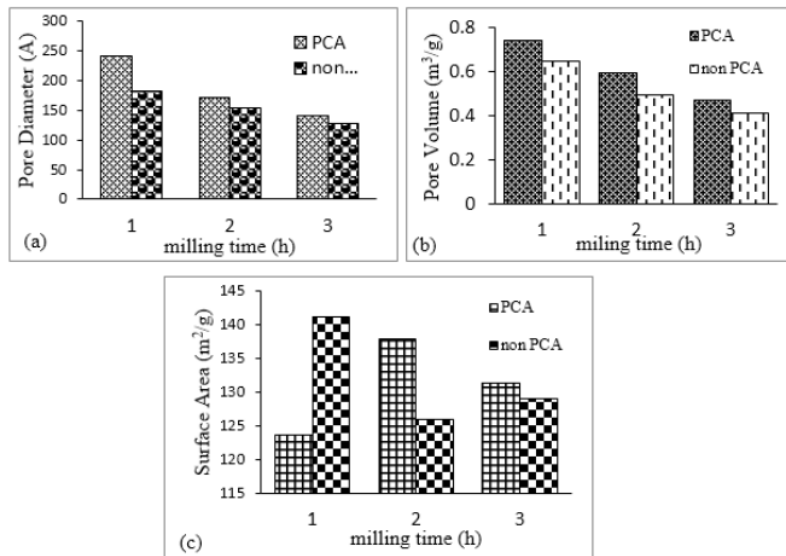 300
250
200
150
100
50
0
Pore Diameter (A)
PCA
non...
1 2 3
milling time (h)
(a)
0.8
0.6
0.4
0.2
0
Pore Volume (m³/g)
PCA
non PCA
1 2 3
miling time (h)
(b)
145
140
135
130
125
120
115
Surface Area (m²/g)
PCA
non PCA
1 2 3
milling time (h)
(c)